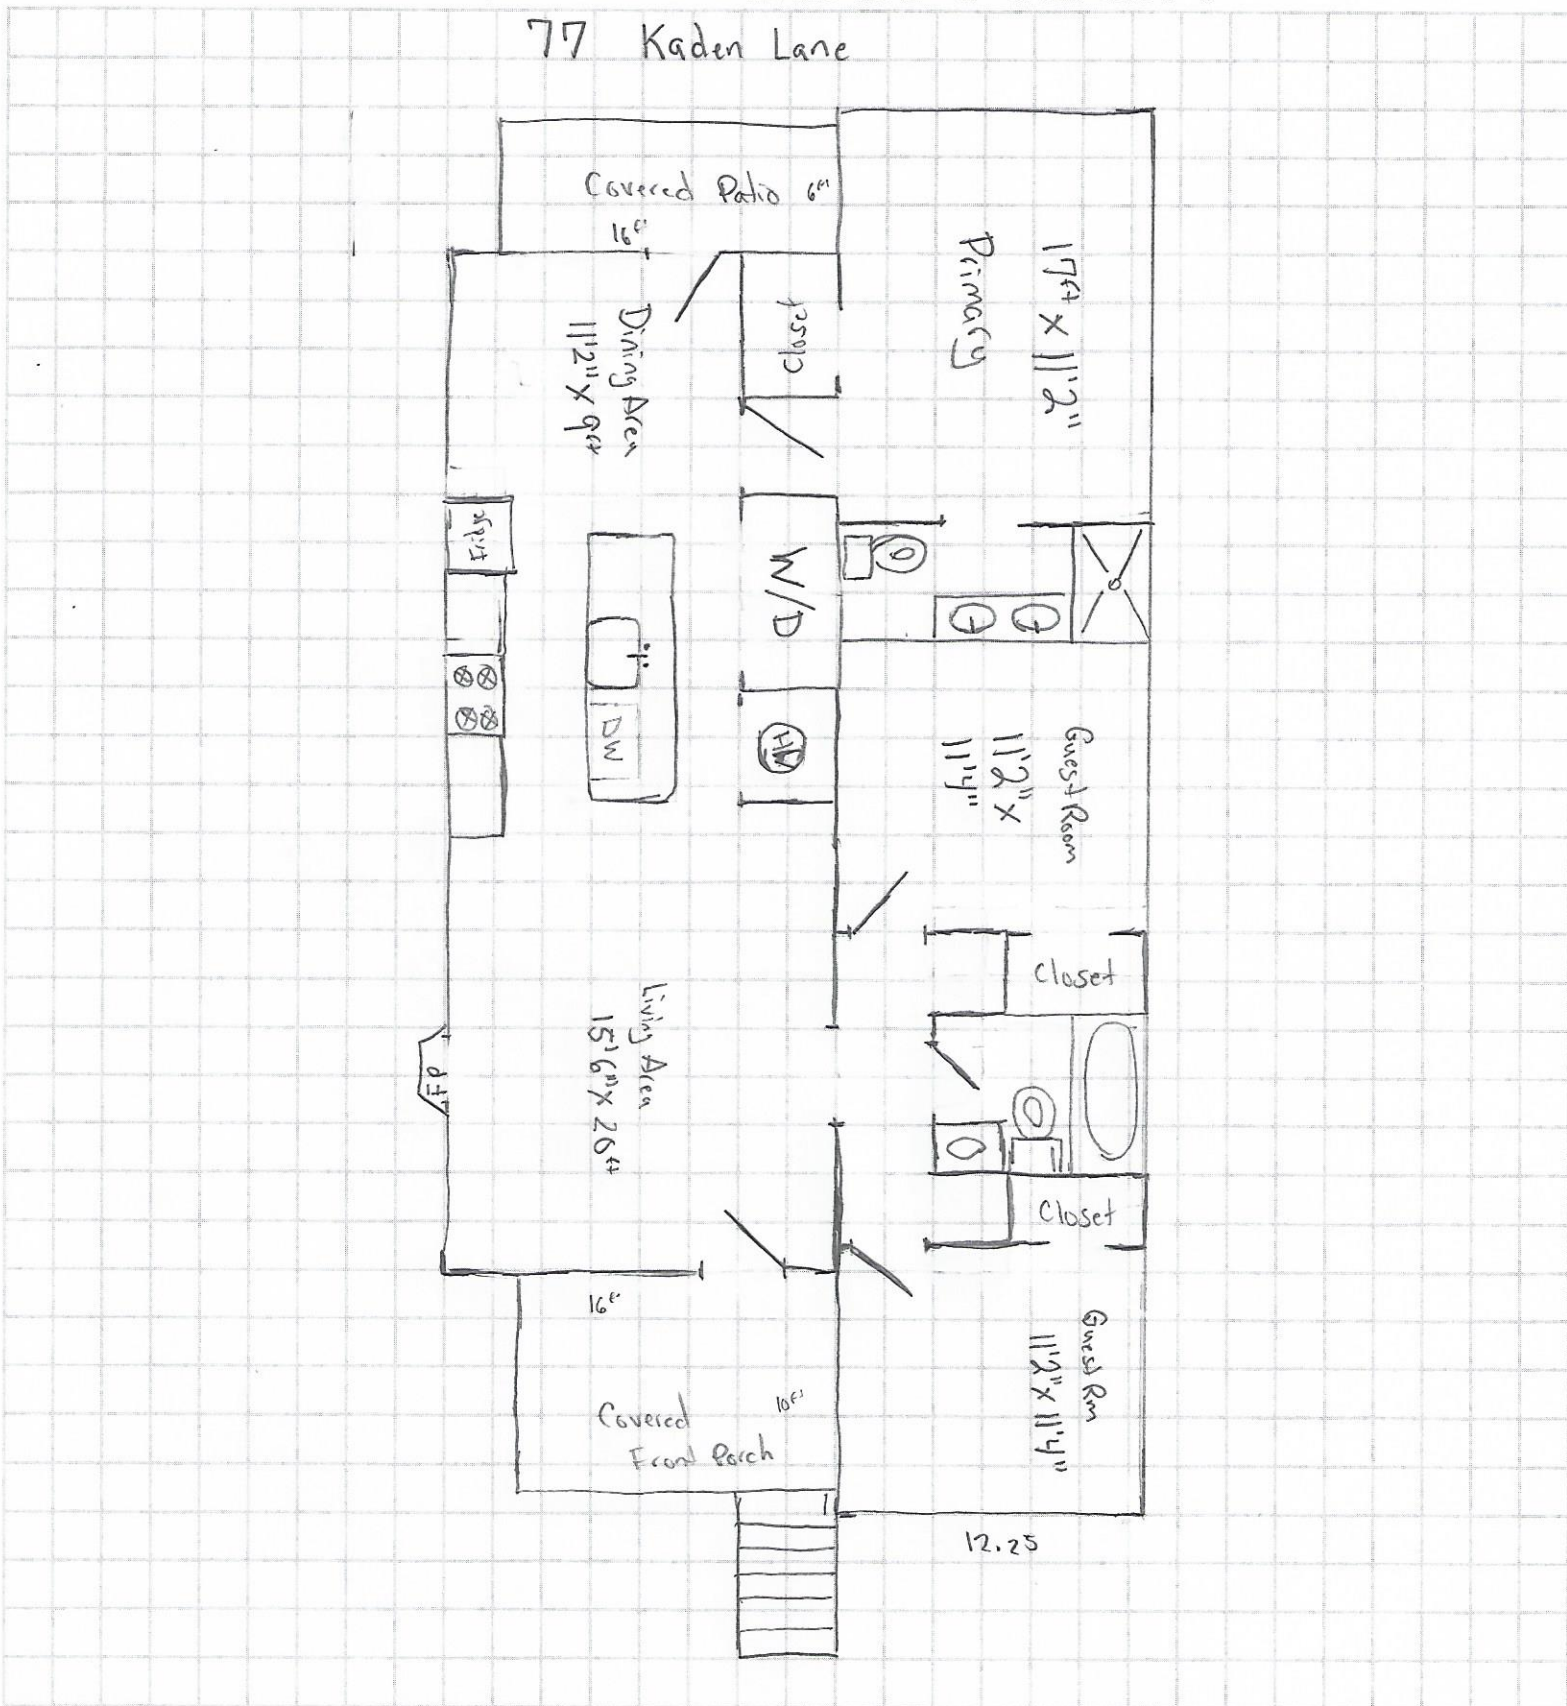 77 Kaden Lane
Covered Patio 6ft
16ft
Primary
17ft x 11'2"
Closet
Dining Area
11'2" x 9ft
Fridge
W/D
DW
HW
Guest Room
11'2" x
11'4"
Closet
Living Area
15'6" x 26ft
Closet
16ft
Guest Rm
11'2" x 11'4"
10ft
Covered
Front Porch
12.25